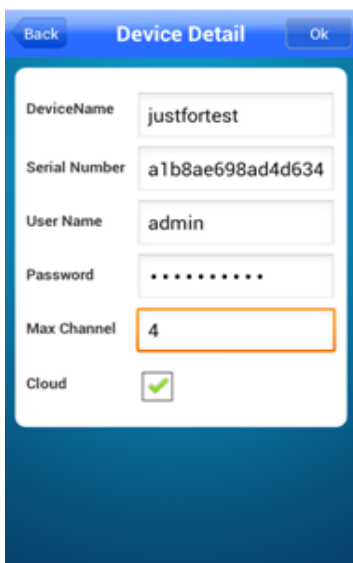 Back Device Detail Ok
DeviceName justfortest
Serial Number a1b8ae698ad4d634
User Name admin
Password ••••••••••
Max Channel 4
Cloud